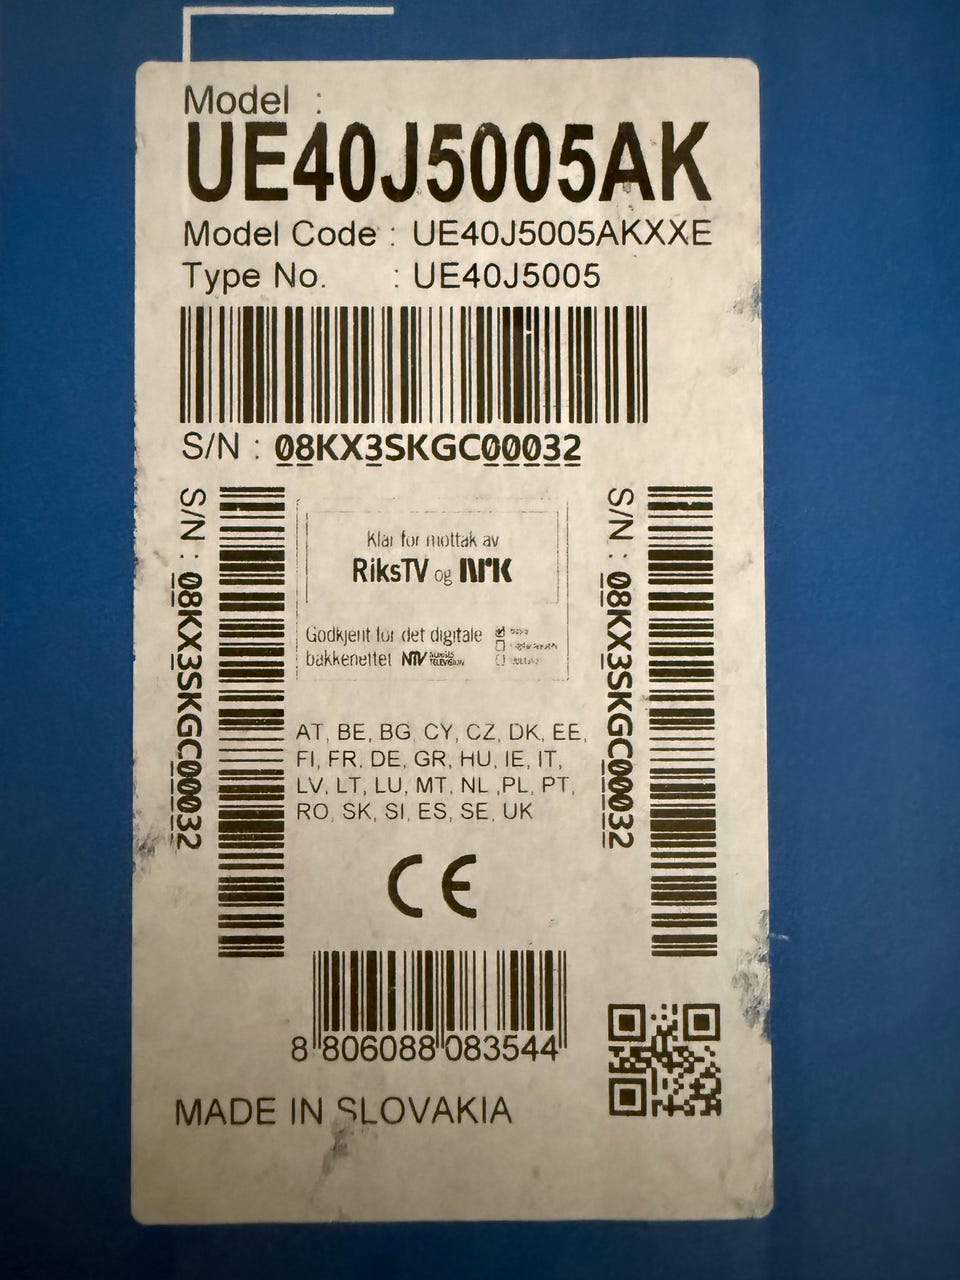 Model :
UE40J5005AK
Model Code : UE40J5005AKXXE
Type No. : UE40J5005
S/N : 08KX3SKGC00032
S/N : 08KX3SKGC00032
Klar for mottak av
RiksTV og NRK
Godkjent for det digitale
bakkenettet NTV NORGES TELEVISJON
S/N : 08KX3SKGC00032
AT, BE, BG, CY, CZ, DK, EE,
FI, FR, DE, GR, HU, IE, IT,
LV, LT, LU, MT, NL ,PL, PT,
RO, SK, SI, ES, SE, UK
CE
8 806088 083544
MADE IN SLOVAKIA